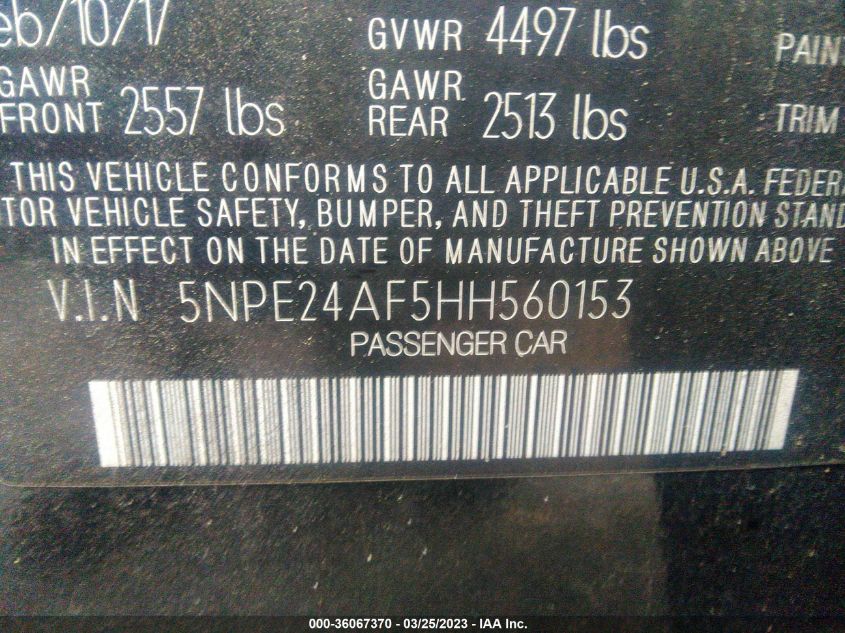 eb/10/17 GVWR 4497 lbs PAIN
GAWR FRONT 2557 lbs GAWR REAR 2513 lbs TRIM
THIS VEHICLE CONFORMS TO ALL APPLICABLE U.S.A. FEDERA
TOR VEHICLE SAFETY, BUMPER, AND THEFT PREVENTION STAND
IN EFFECT ON THE DATE OF MANUFACTURE SHOWN ABOVE
V.I.N 5NPE24AF5HH560153
PASSENGER CAR
000-36067370 - 03/25/2023 - IAA Inc.